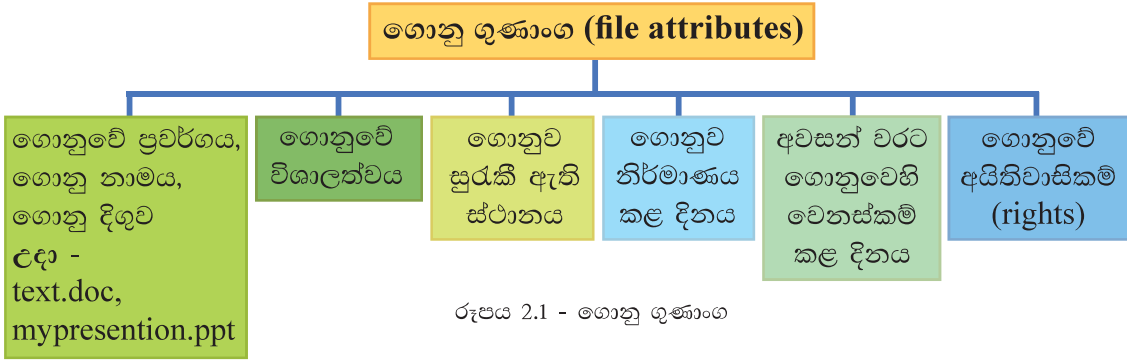 ගොනු ගුණාංග (file attributes)
ගොනුවේ ප්‍රවර්ගය,
ගොනු නාමය,
ගොනු දිගුව
උදා -
text.doc,
mypresention.ppt
ගොනුවේ
විශාලත්වය
ගොනුව
සුරැකී ඇති
ස්ථානය
ගොනුව
නිර්මාණය
කළ දිනය
අවසන් වරට
ගොනුවෙහි
වෙනස්කම්
කළ දිනය
ගොනුවේ
අයිතිවාසිකම්
(rights)
රූපය 2.1 - ගොනු ගුණාංග